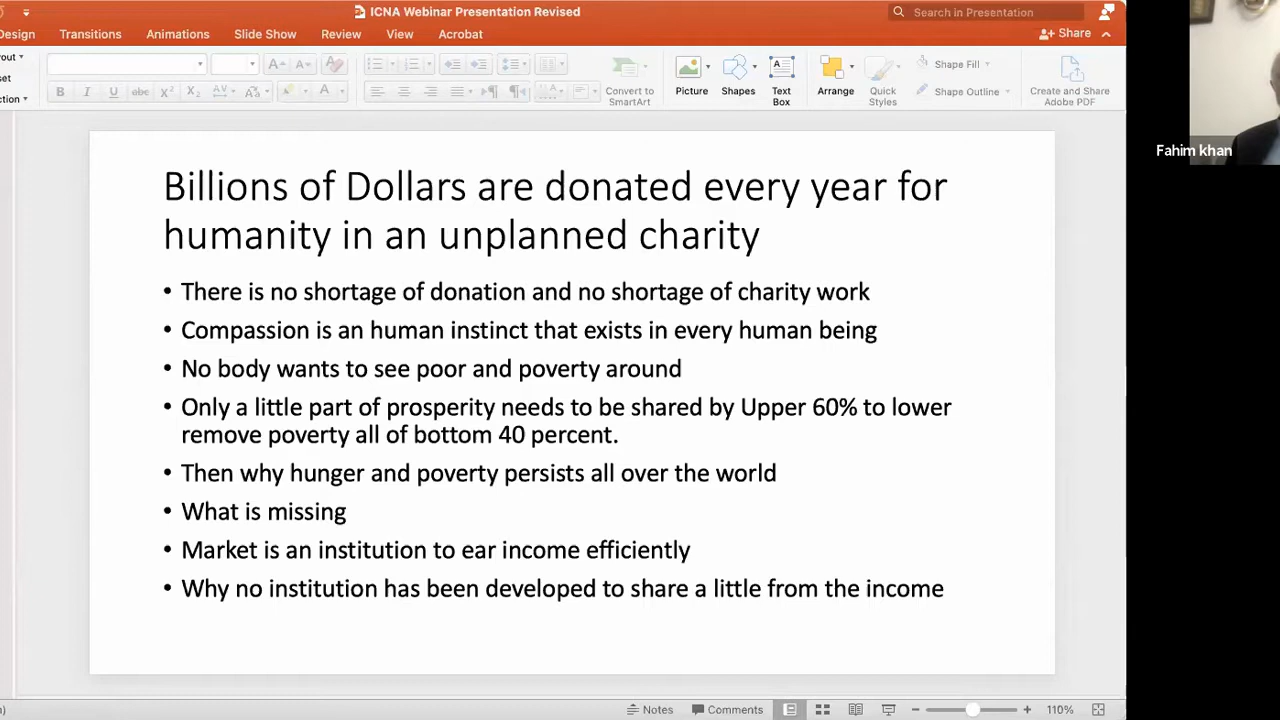 ICNA Webinar Presentation Revised
Search in Presentation
Design Transitions Animations Slide Show Review View Acrobat
Share
Convert to
SmartArt
Picture Shapes Text
Box
Arrange Quick
Styles
Shape Fill
Shape Outline
Create and Share
Adobe PDF
Fahim khan
Billions of Dollars are donated every year for
humanity in an unplanned charity
• There is no shortage of donation and no shortage of charity work
• Compassion is an human instinct that exists in every human being
• No body wants to see poor and poverty around
• Only a little part of prosperity needs to be shared by Upper 60% to lower
remove poverty all of bottom 40 percent.
• Then why hunger and poverty persists all over the world
• What is missing
• Market is an institution to ear income efficiently
• Why no institution has been developed to share a little from the income
Notes Comments 110%